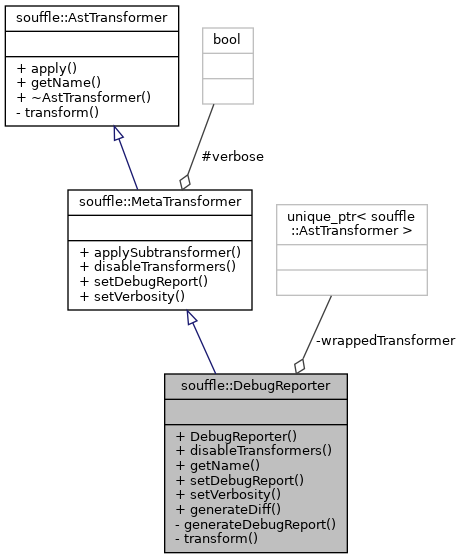 souffle::AstTransformer
+ apply()
+ getName()
+ ~AstTransformer()
- transform()
bool
#verbose
souffle::MetaTransformer
+ applySubtransformer()
+ disableTransformers()
+ setDebugReport()
+ setVerbosity()
unique_ptr< souffle
::AstTransformer >
-wrappedTransformer
souffle::DebugReporter
+ DebugReporter()
+ disableTransformers()
+ getName()
+ setDebugReport()
+ setVerbosity()
+ generateDiff()
- generateDebugReport()
- transform()